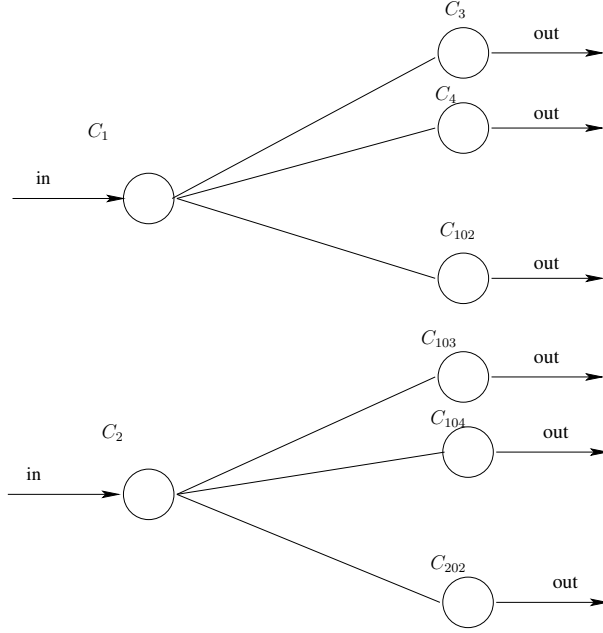 C₃
out
C₄
out
C₁
in
C₁₀₂
out
C₁₀₃
out
C₁₀₄
out
C₂
in
C₂₀₂
out